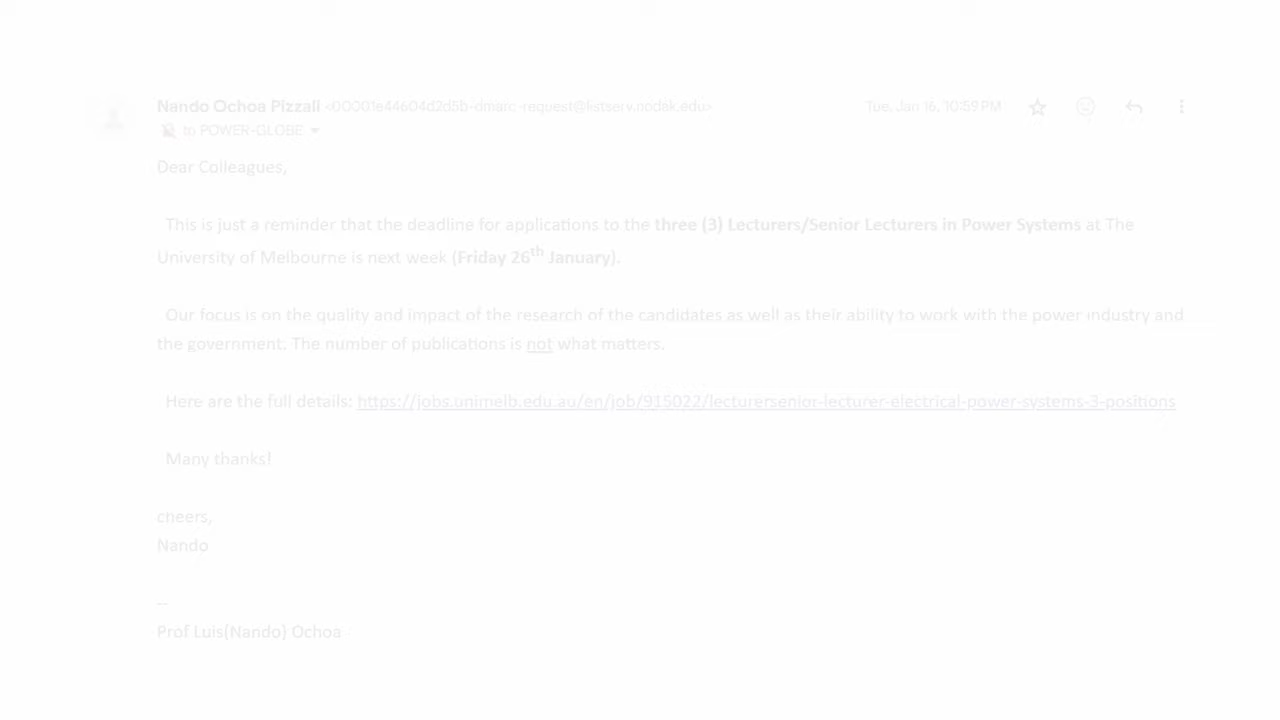 Nando Ochoa Pizzali <00001e44604d2d5b-dmarc-request@listserv.nodak.edu> Tue, Jan 16, 10:59 PM
to POWER-GLOBE
Dear Colleagues,
This is just a reminder that the deadline for applications to the three (3) Lecturers/Senior Lecturers in Power Systems at The
University of Melbourne is next week (Friday 26th January).
Our focus is on the quality and impact of the research of the candidates as well as their ability to work with the power industry and
the government. The number of publications is not what matters.
Here are the full details: https://jobs.unimelb.edu.au/en/job/915022/lecturersenior-lecturer-electrical-power-systems-3-positions
Many thanks!
cheers,
Nando
--
Prof Luis(Nando) Ochoa